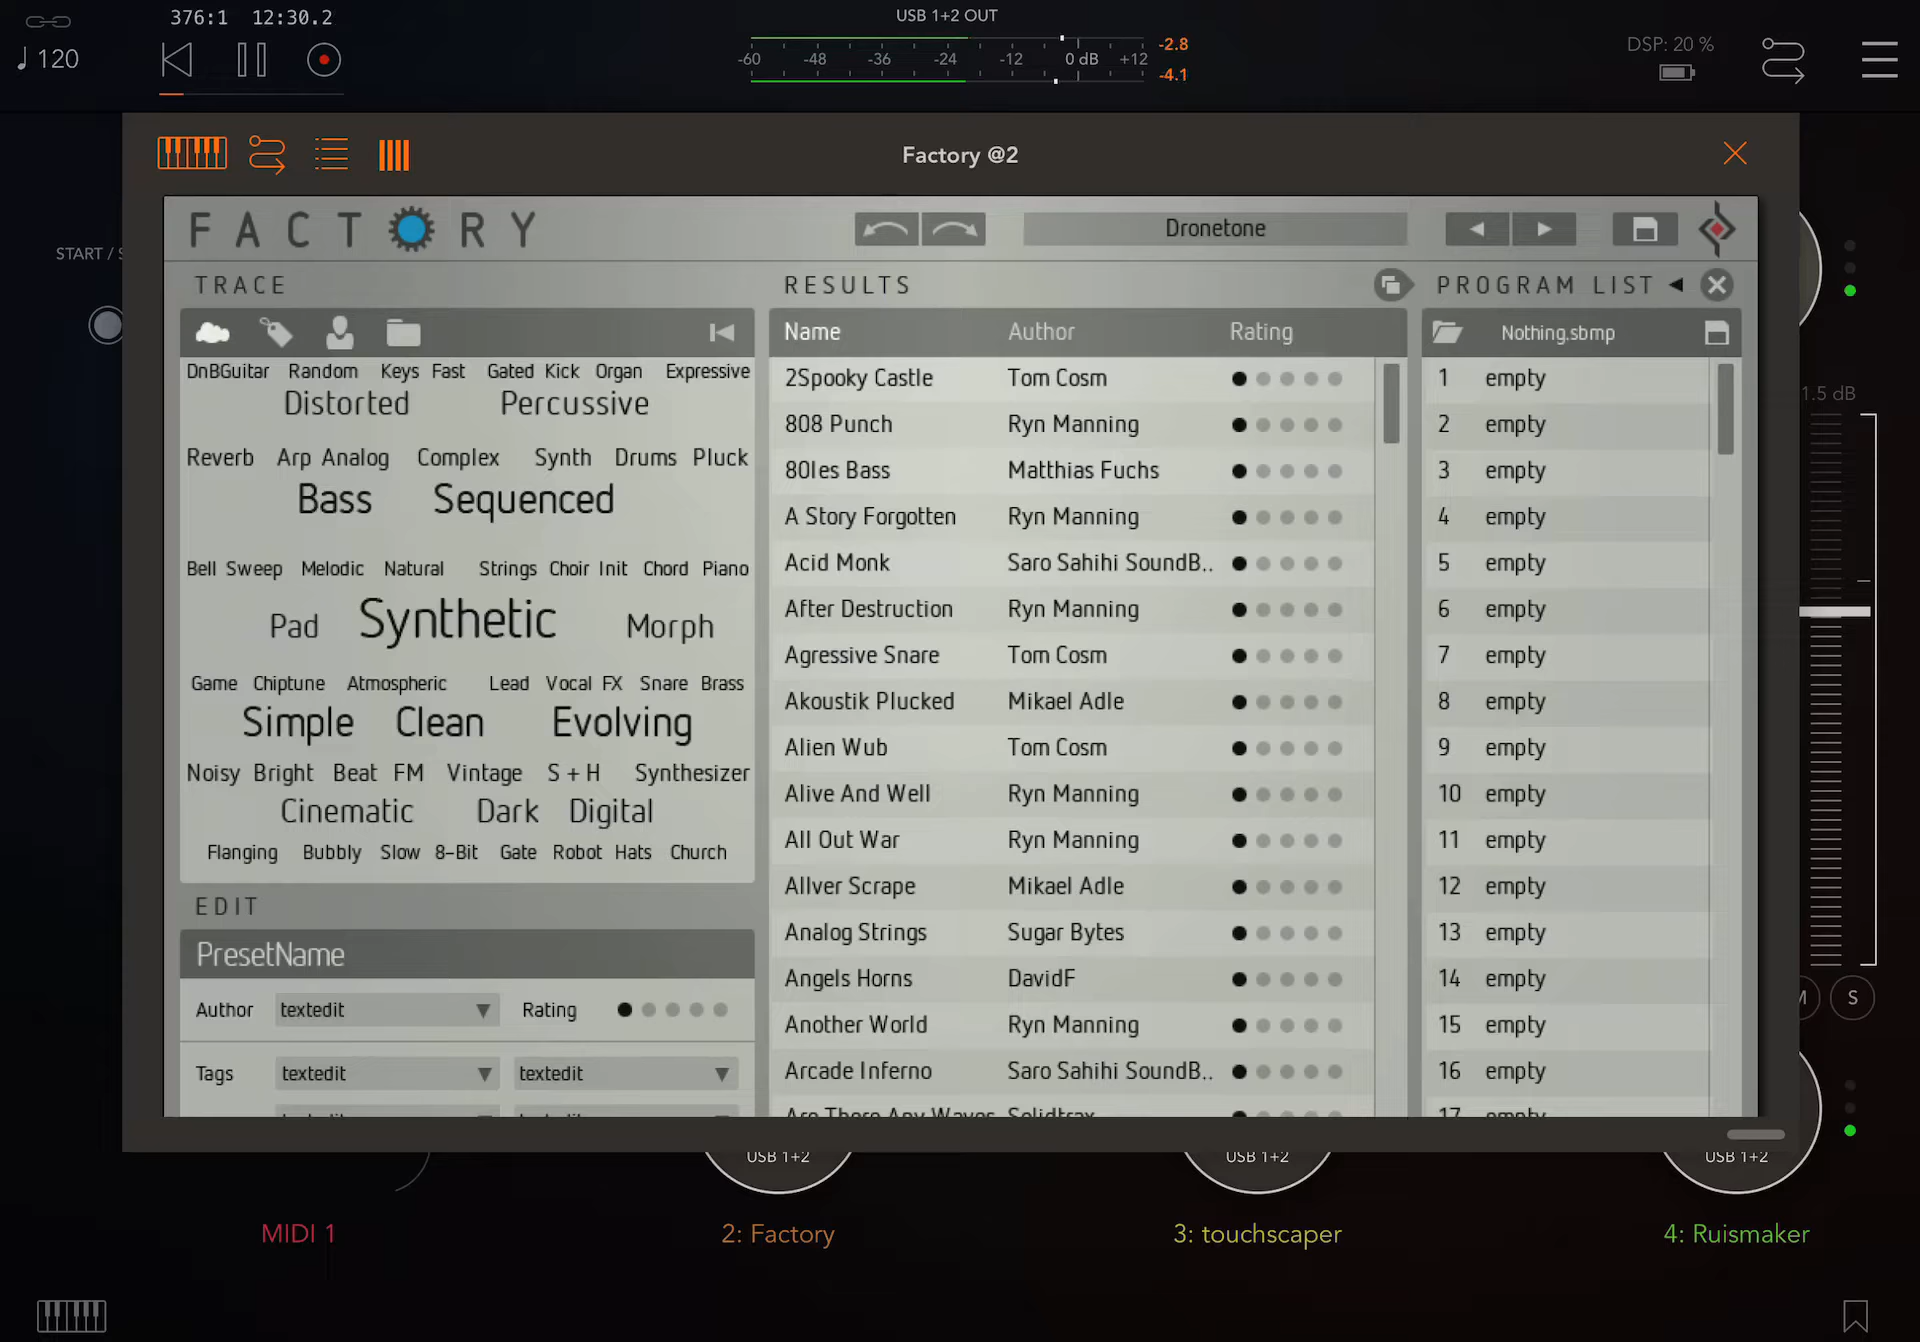 376:1 12:30.2
USB 1+2 OUT
120
-60 -48 -36 -24 -12 0 dB +12
-2.8
-4.1
DSP: 20 %
Factory @2
START / S
FACTORY
Dronetone
TRACE
RESULTS
PROGRAM LIST
Name Author Rating
Nothing.sbmp
DnBGuitar Random Keys Fast Gated Kick Organ Expressive
Distorted Percussive
Reverb Arp Analog Complex Synth Drums Pluck
Bass Sequenced
Bell Sweep Melodic Natural Strings Choir Init Chord Piano
Pad Synthetic Morph
Game Chiptune Atmospheric Lead Vocal FX Snare Brass
Simple Clean Evolving
Noisy Bright Beat FM Vintage S + H Synthesizer
Cinematic Dark Digital
Flanging Bubbly Slow 8-Bit Gate Robot Hats Church
2Spooky Castle Tom Cosm
808 Punch Ryn Manning
80Ies Bass Matthias Fuchs
A Story Forgotten Ryn Manning
Acid Monk Saro Sahihi SoundB..
After Destruction Ryn Manning
Agressive Snare Tom Cosm
Akoustik Plucked Mikael Adle
Alien Wub Tom Cosm
Alive And Well Ryn Manning
All Out War Ryn Manning
Allver Scrape Mikael Adle
Analog Strings Sugar Bytes
Angels Horns DavidF
Another World Ryn Manning
Arcade Inferno Saro Sahihi SoundB..
Are There Any Waves Solidtrax
1 empty
2 empty
3 empty
4 empty
5 empty
6 empty
7 empty
8 empty
9 empty
10 empty
11 empty
12 empty
13 empty
14 empty
15 empty
16 empty
17 empty
EDIT
PresetName
Author textedit Rating
Tags textedit textedit
textedit textedit
1.5 dB
M S
USB 1+2
USB 1+2
USB 1+2
MIDI 1
2: Factory
3: touchscaper
4: Ruismaker